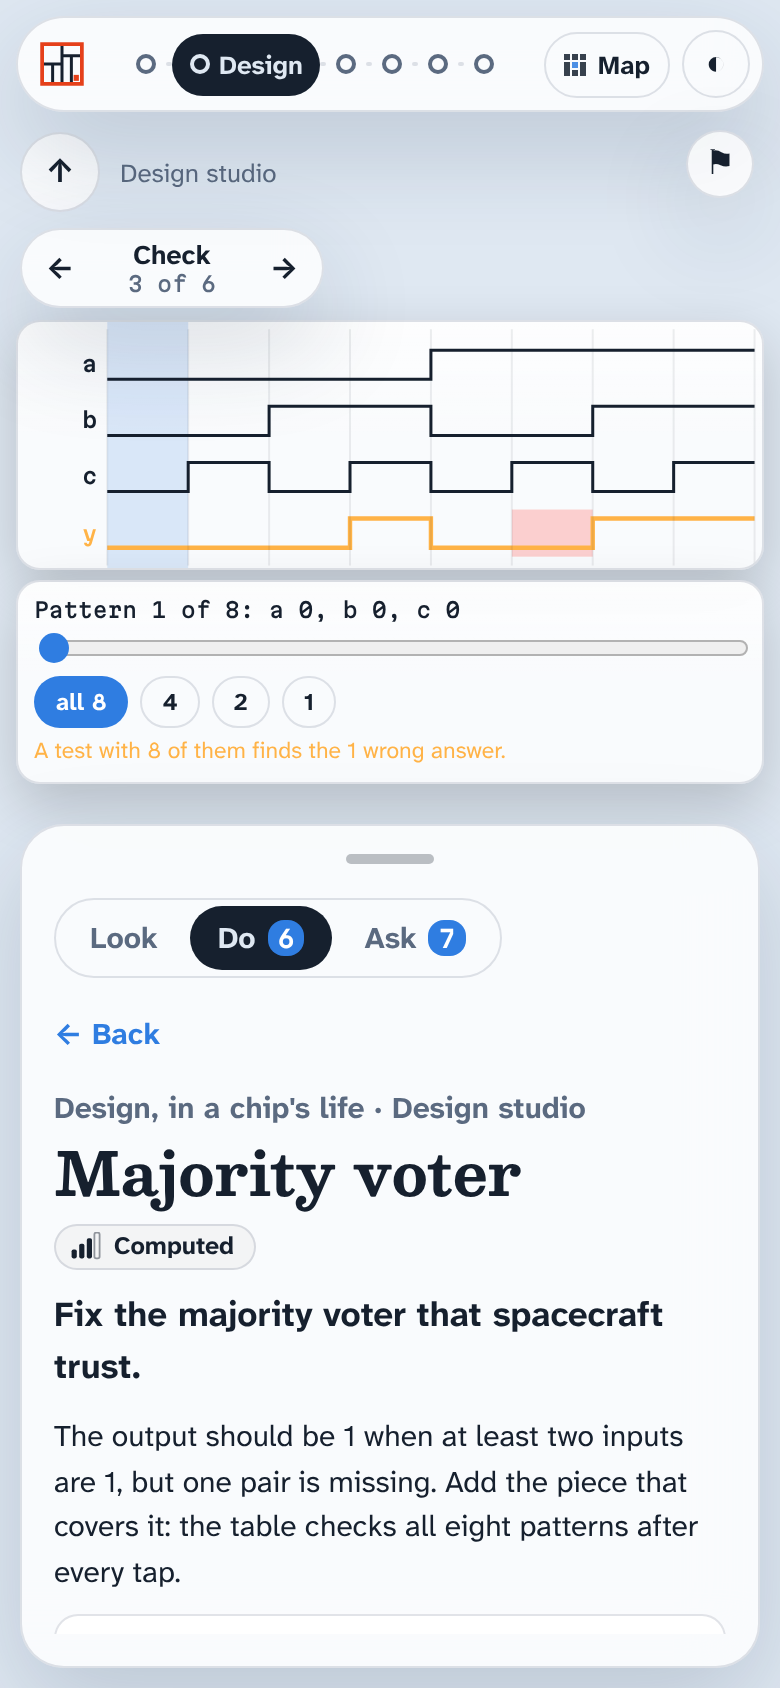 Design
Map
Design studio
Check
3 of 6
a
b
c
y
Pattern 1 of 8: a 0, b 0, c 0
all 8 4 2 1
A test with 8 of them finds the 1 wrong answer.
Look Do 6 Ask 7
← Back
Design, in a chip's life · Design studio
Majority voter
Computed
Fix the majority voter that spacecraft
trust.
The output should be 1 when at least two inputs
are 1, but one pair is missing. Add the piece that
covers it: the table checks all eight patterns after
every tap.